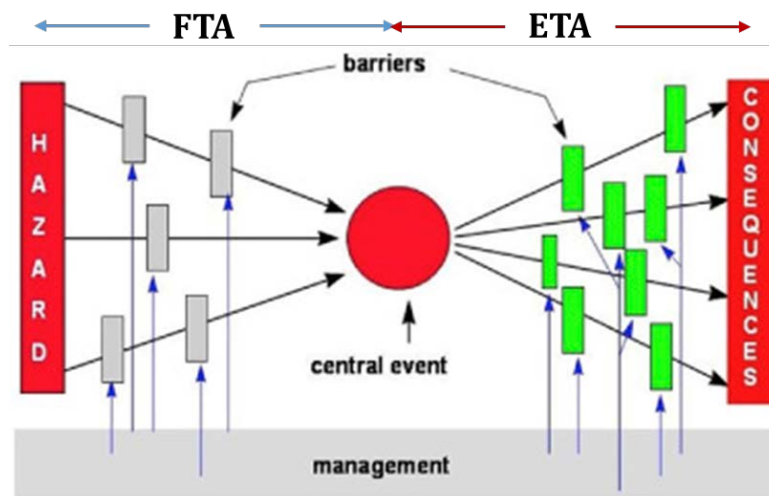 FTA
ETA
barriers
HAZARD
CONSEQUENCES
central event
management